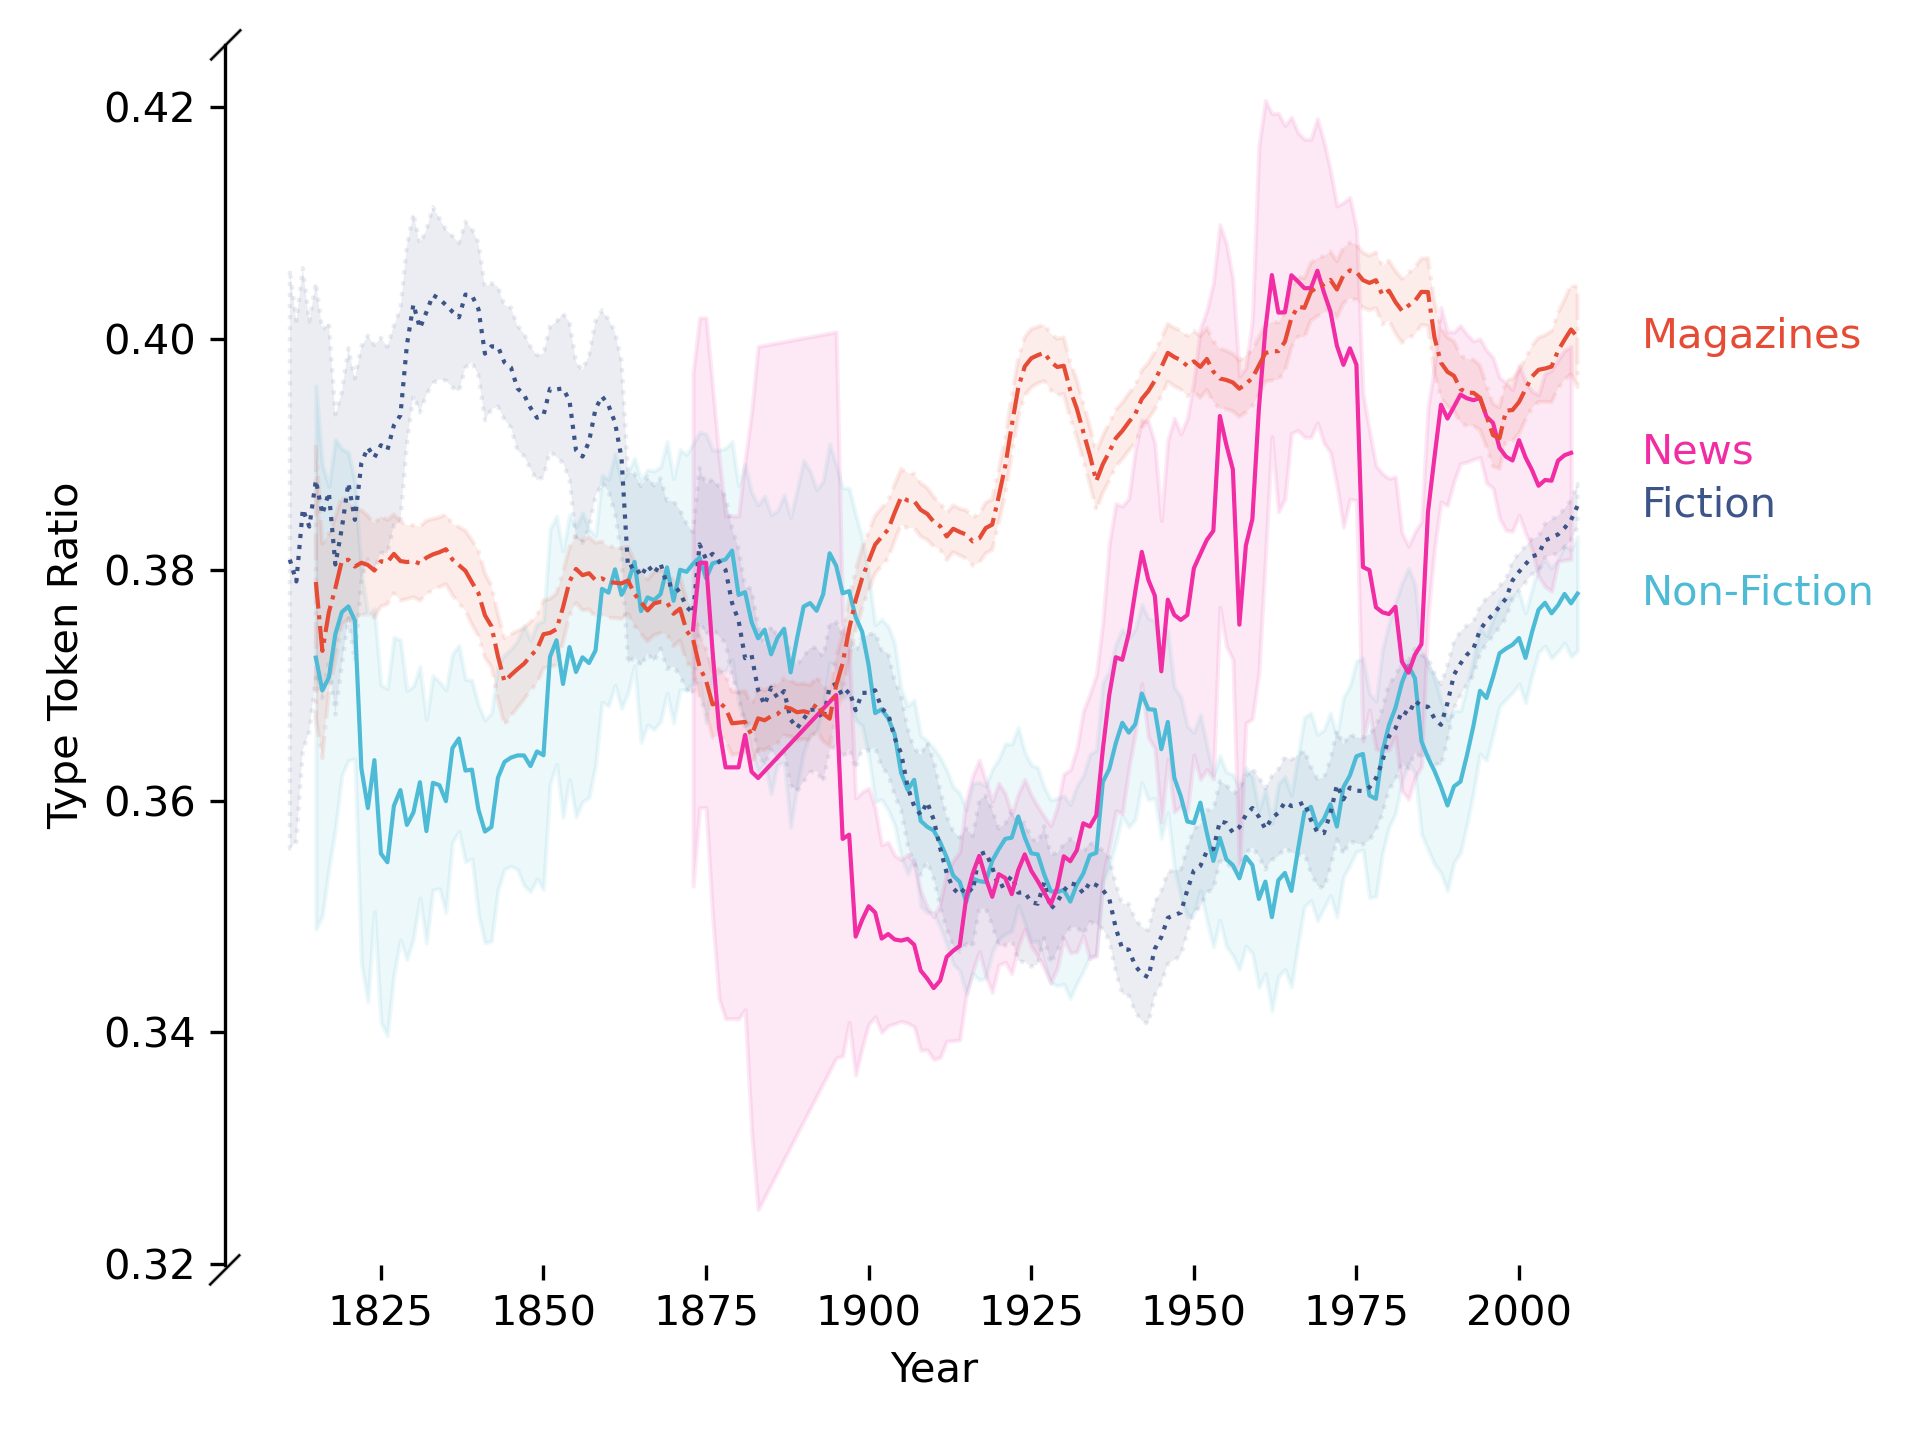 0.42
0.40
0.38
0.36
0.34
0.32
Type Token Ratio
1825 1850 1875 1900 1925 1950 1975 2000
Year
Magazines
News
Fiction
Non-Fiction